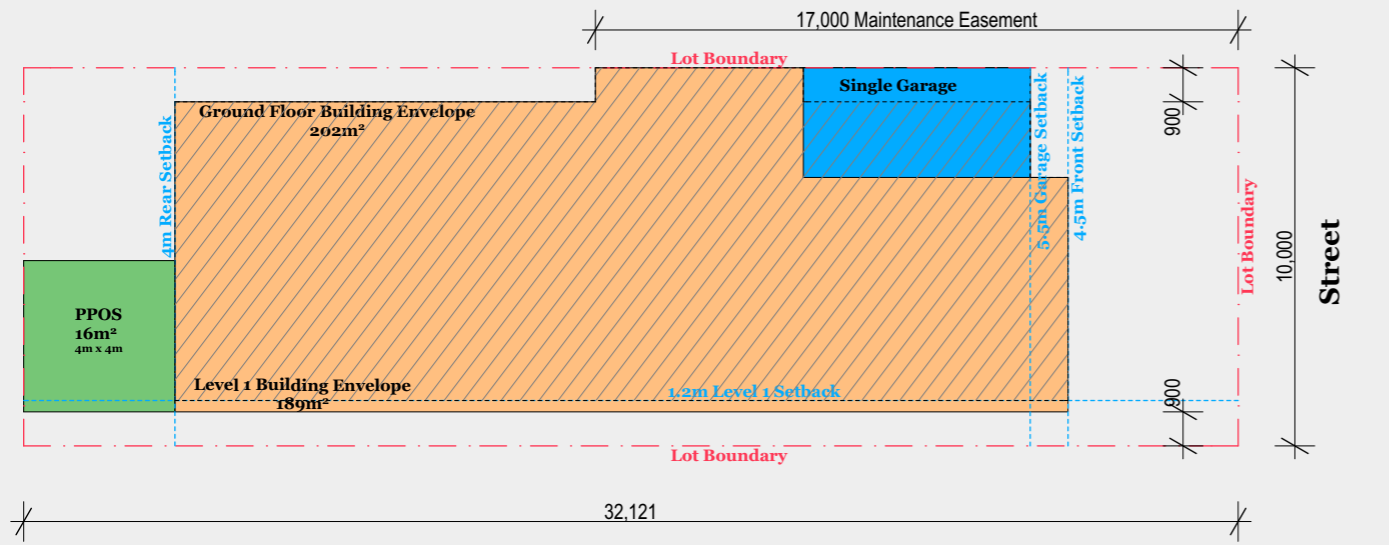 17,000 Maintenance Easement
Lot Boundary
Single Garage
900
Ground Floor Building Envelope
202m²
4m Rear Setback
5.5m Garage Setback
4.5m Front Setback
Lot Boundary
10,000
Street
PPOS
16m²
4m x 4m
Level 1 Building Envelope
189m²
1.2m Level 1 Setback
900
Lot Boundary
32,121